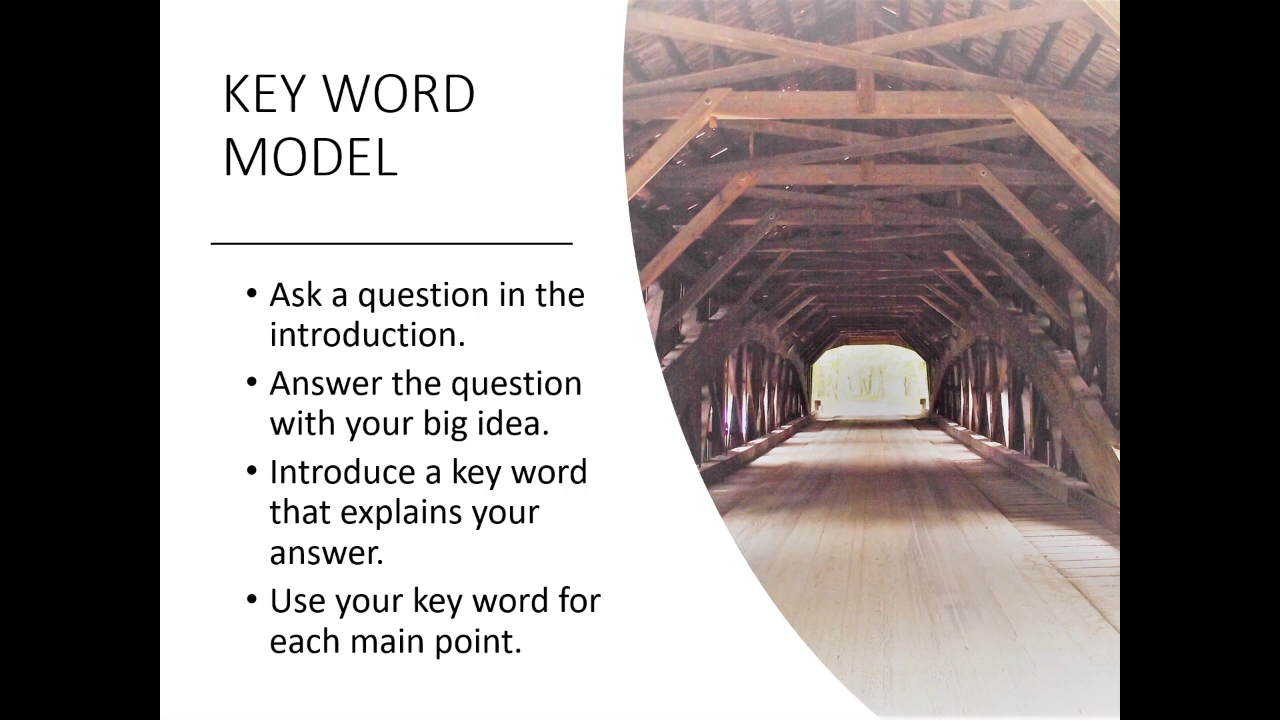 KEY WORD
MODEL
• Ask a question in the
introduction.
• Answer the question
with your big idea.
• Introduce a key word
that explains your
answer.
• Use your key word for
each main point.